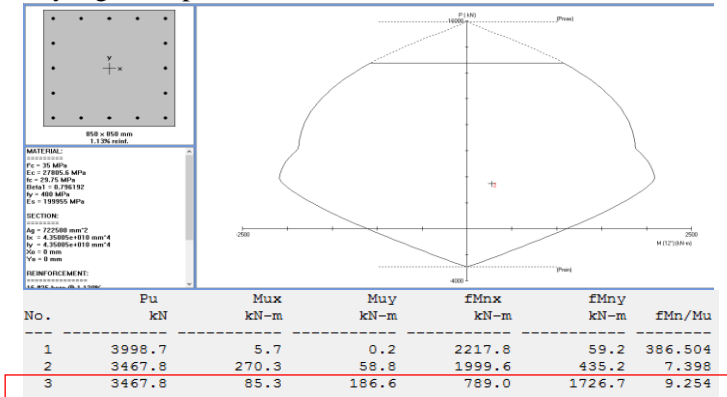 P ( kN)
16000
(Pmax)
y
x
850 x 850 mm
1.13% reinf.
MATERIAL:
=========
f'c = 35 MPa
Ec = 27805.6 MPa
fc = 29.75 MPa
Beta1 = 0.796192
fy = 400 MPa
Es = 199955 MPa
SECTION:
========
Ag = 722500 mm^2
Ix = 4.35005e+010 mm^4
Iy = 4.35005e+010 mm^4
Xo = 0 mm
Yo = 0 mm
REINFORCEMENT:
==============
-2500
2500
M (12°) (kN-m)
(Pmin)
-4000
Pu Mux Muy fMnx fMny
No. kN kN-m kN-m kN-m kN-m fMn/Mu
1 3998.7 5.7 0.2 2217.8 59.2 386.504
2 3467.8 270.3 58.8 1999.6 435.2 7.398
3 3467.8 85.3 186.6 789.0 1726.7 9.254